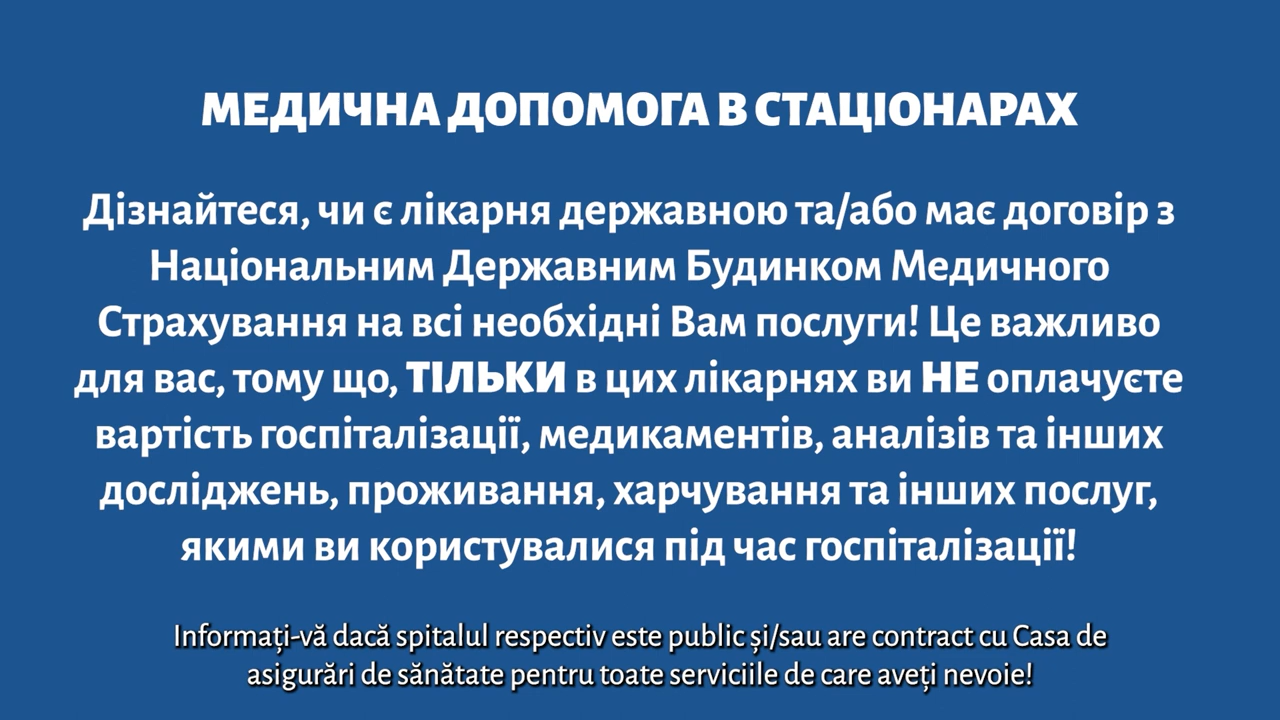 МЕДИЧНА ДОПОМОГА В СТАЦІОНАРАХ
Дізнайтеся, чи є лікарня державною та/або має договір з
Національним Державним Будинком Медичного
Страхування на всі необхідні Вам послуги! Це важливо
для вас, тому що, ТІЛЬКИ в цих лікарнях ви НЕ оплачуєте
вартість госпіталізації, медикаментів, аналізів та інших
досліджень, проживання, харчування та інших послуг,
якими ви користувалися під час госпіталізації!
Informați-vă dacă spitalul respectiv este public și/sau are contract cu Casa de
asigurări de sănătate pentru toate serviciile de care aveți nevoie!